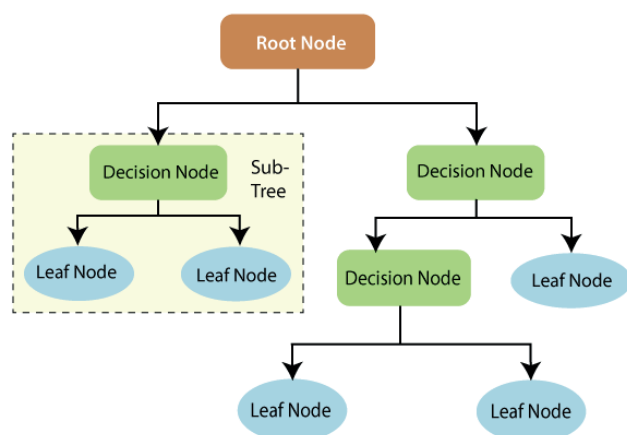 Root Node
Decision Node
Sub-
Tree
Decision Node
Leaf Node
Leaf Node
Decision Node
Leaf Node
Leaf Node
Leaf Node